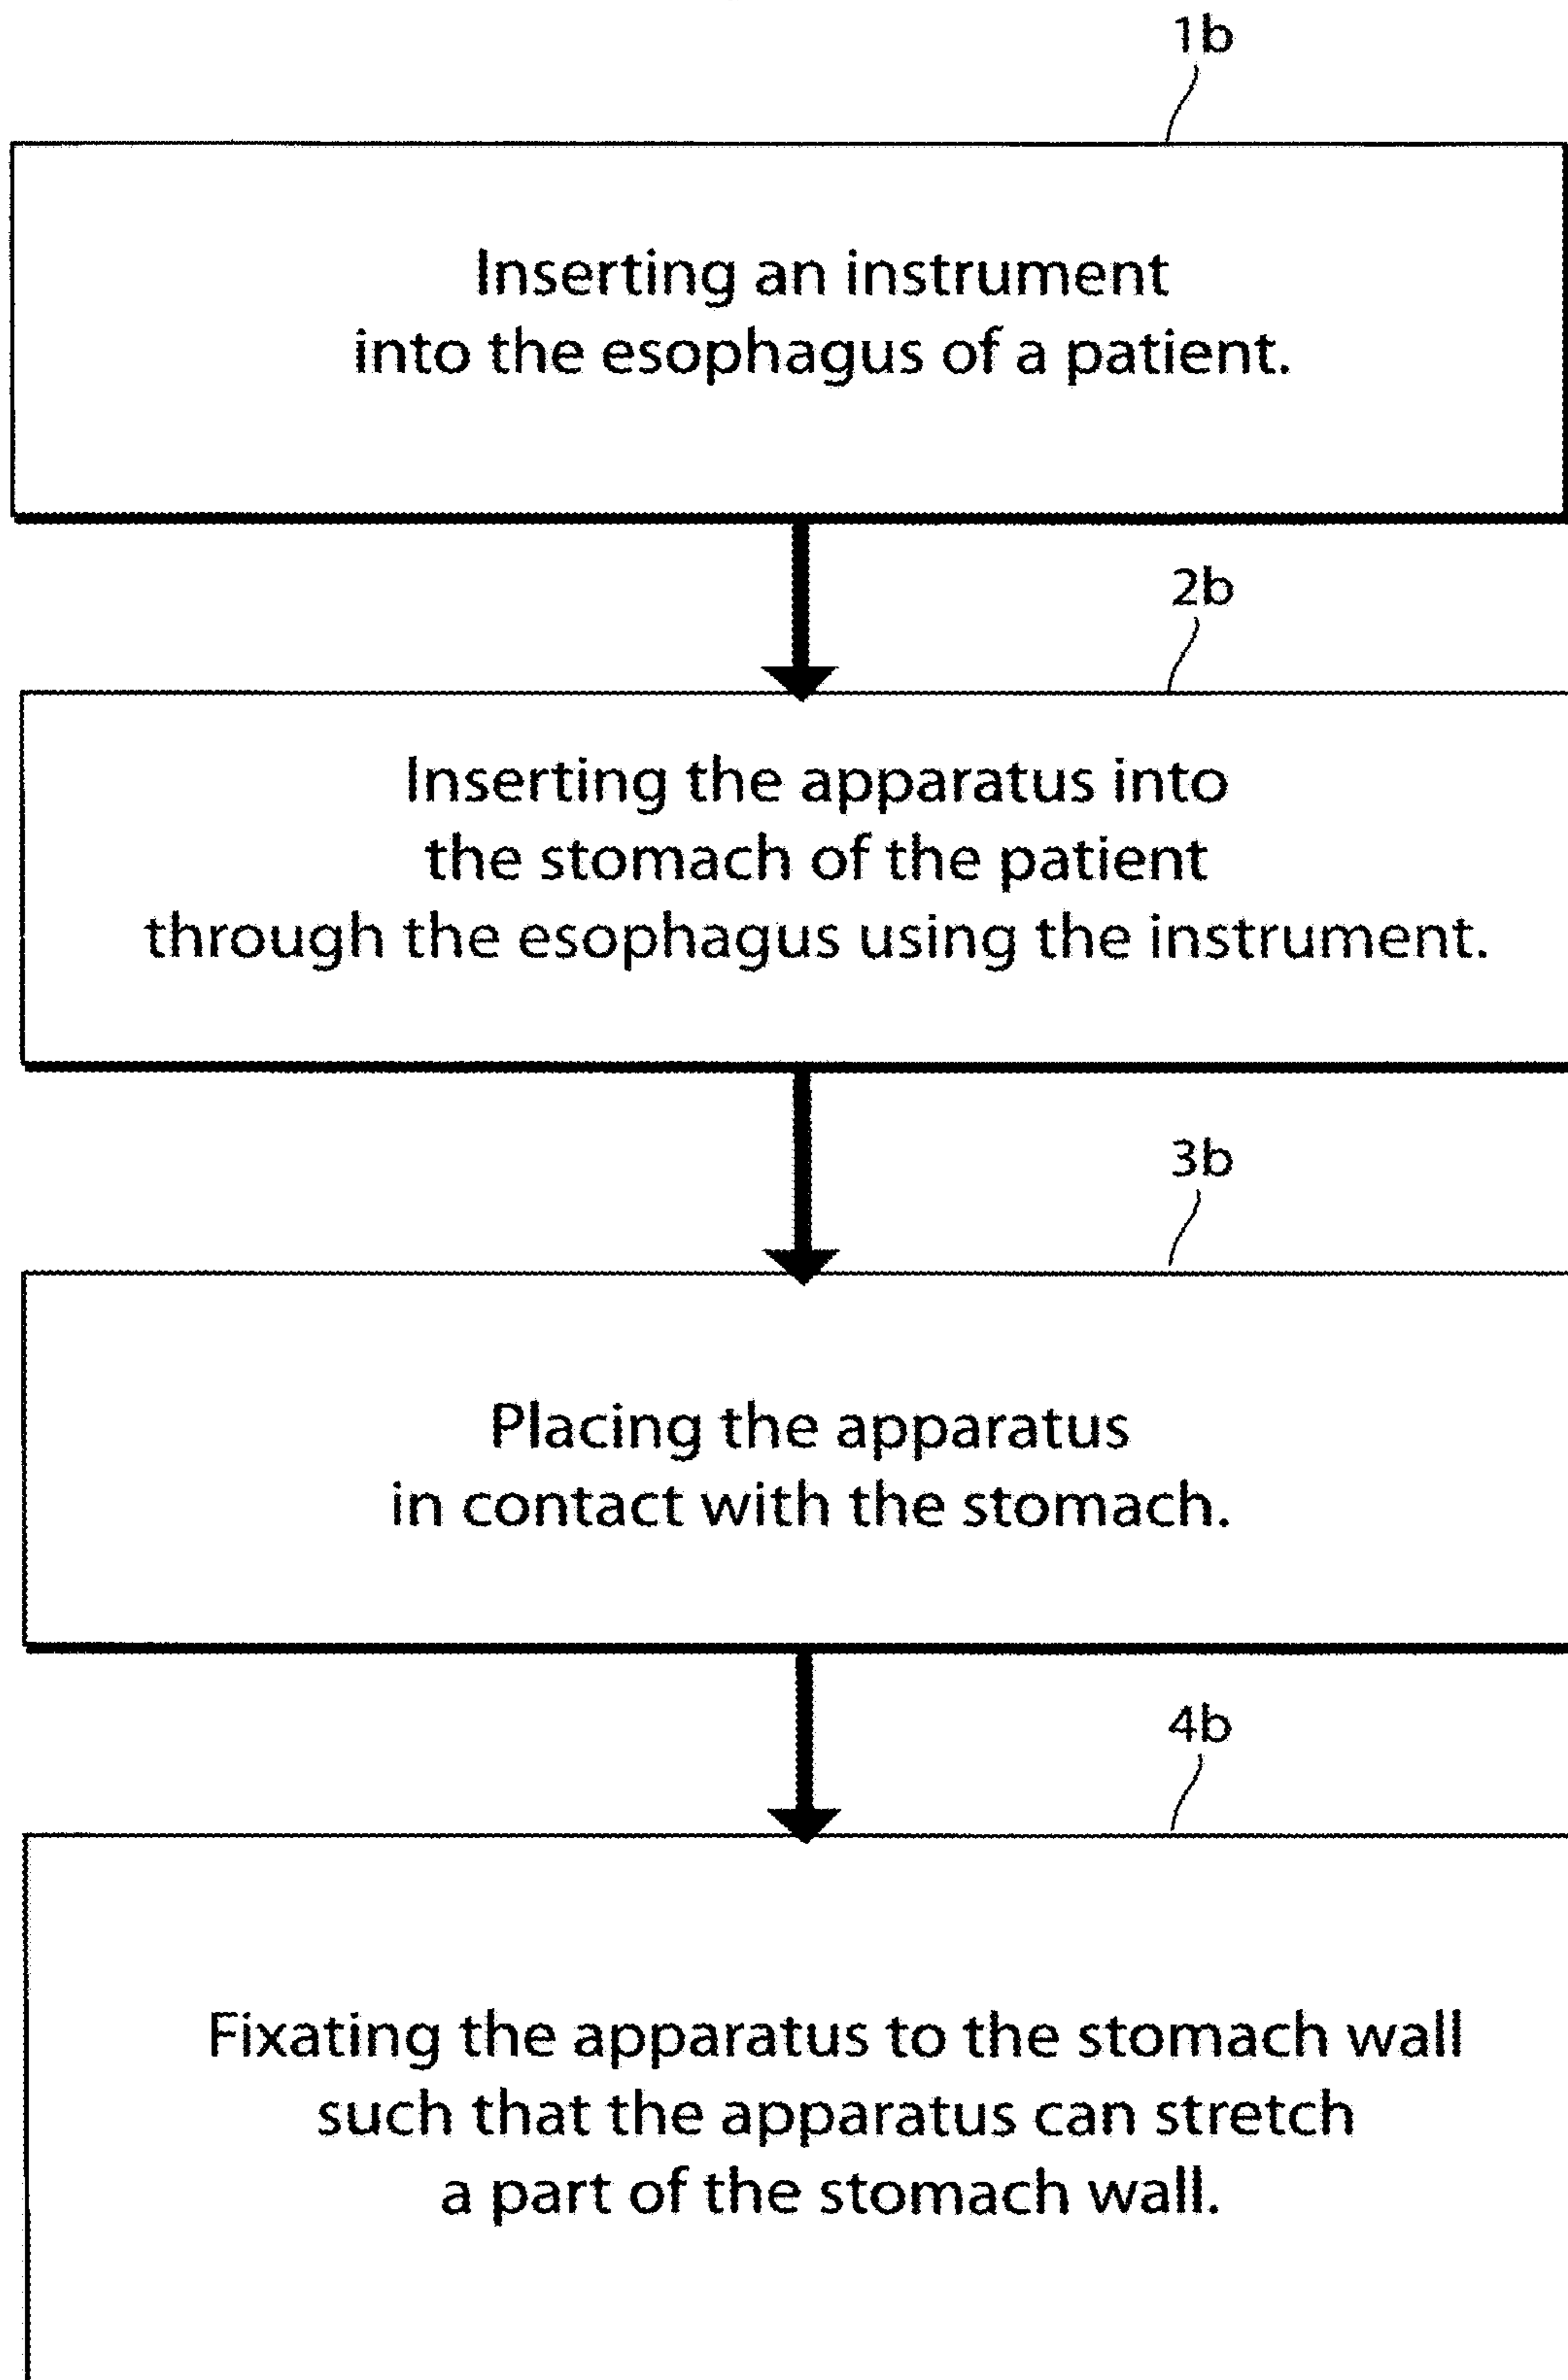 1b
Inserting an instrument
into the esophagus of a patient.
2b
Inserting the apparatus into
the stomach of the patient
through the esophagus using the instrument.
3b
Placing the apparatus
in contact with the stomach.
4b
Fixating the apparatus to the stomach wall
such that the apparatus can stretch
a part of the stomach wall.